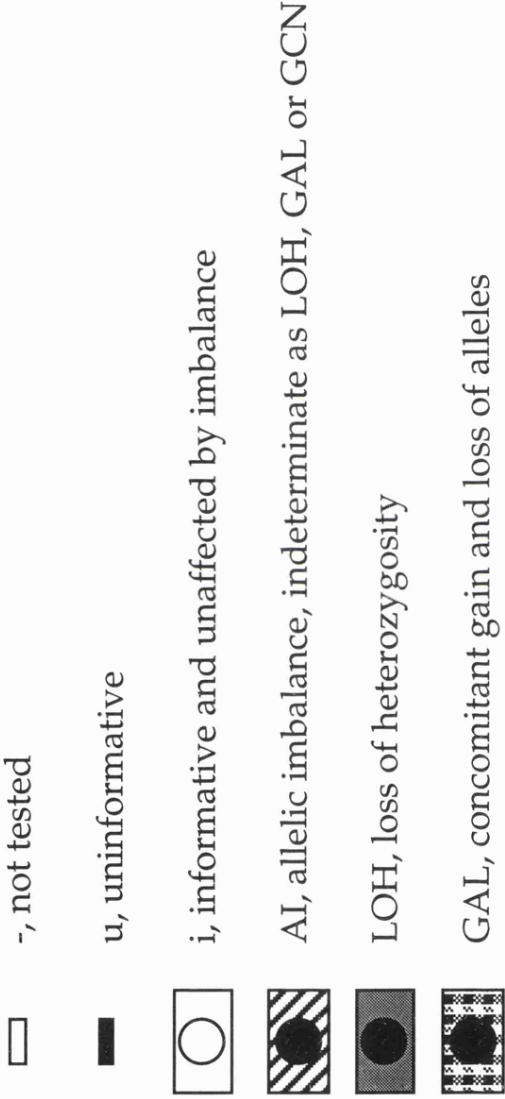 -, not tested
u, uninformative
i, informative and unaffected by imbalance
AI, allelic imbalance, indeterminate as LOH, GAL or GCN
LOH, loss of heterozygosity
GAL, concomitant gain and loss of alleles